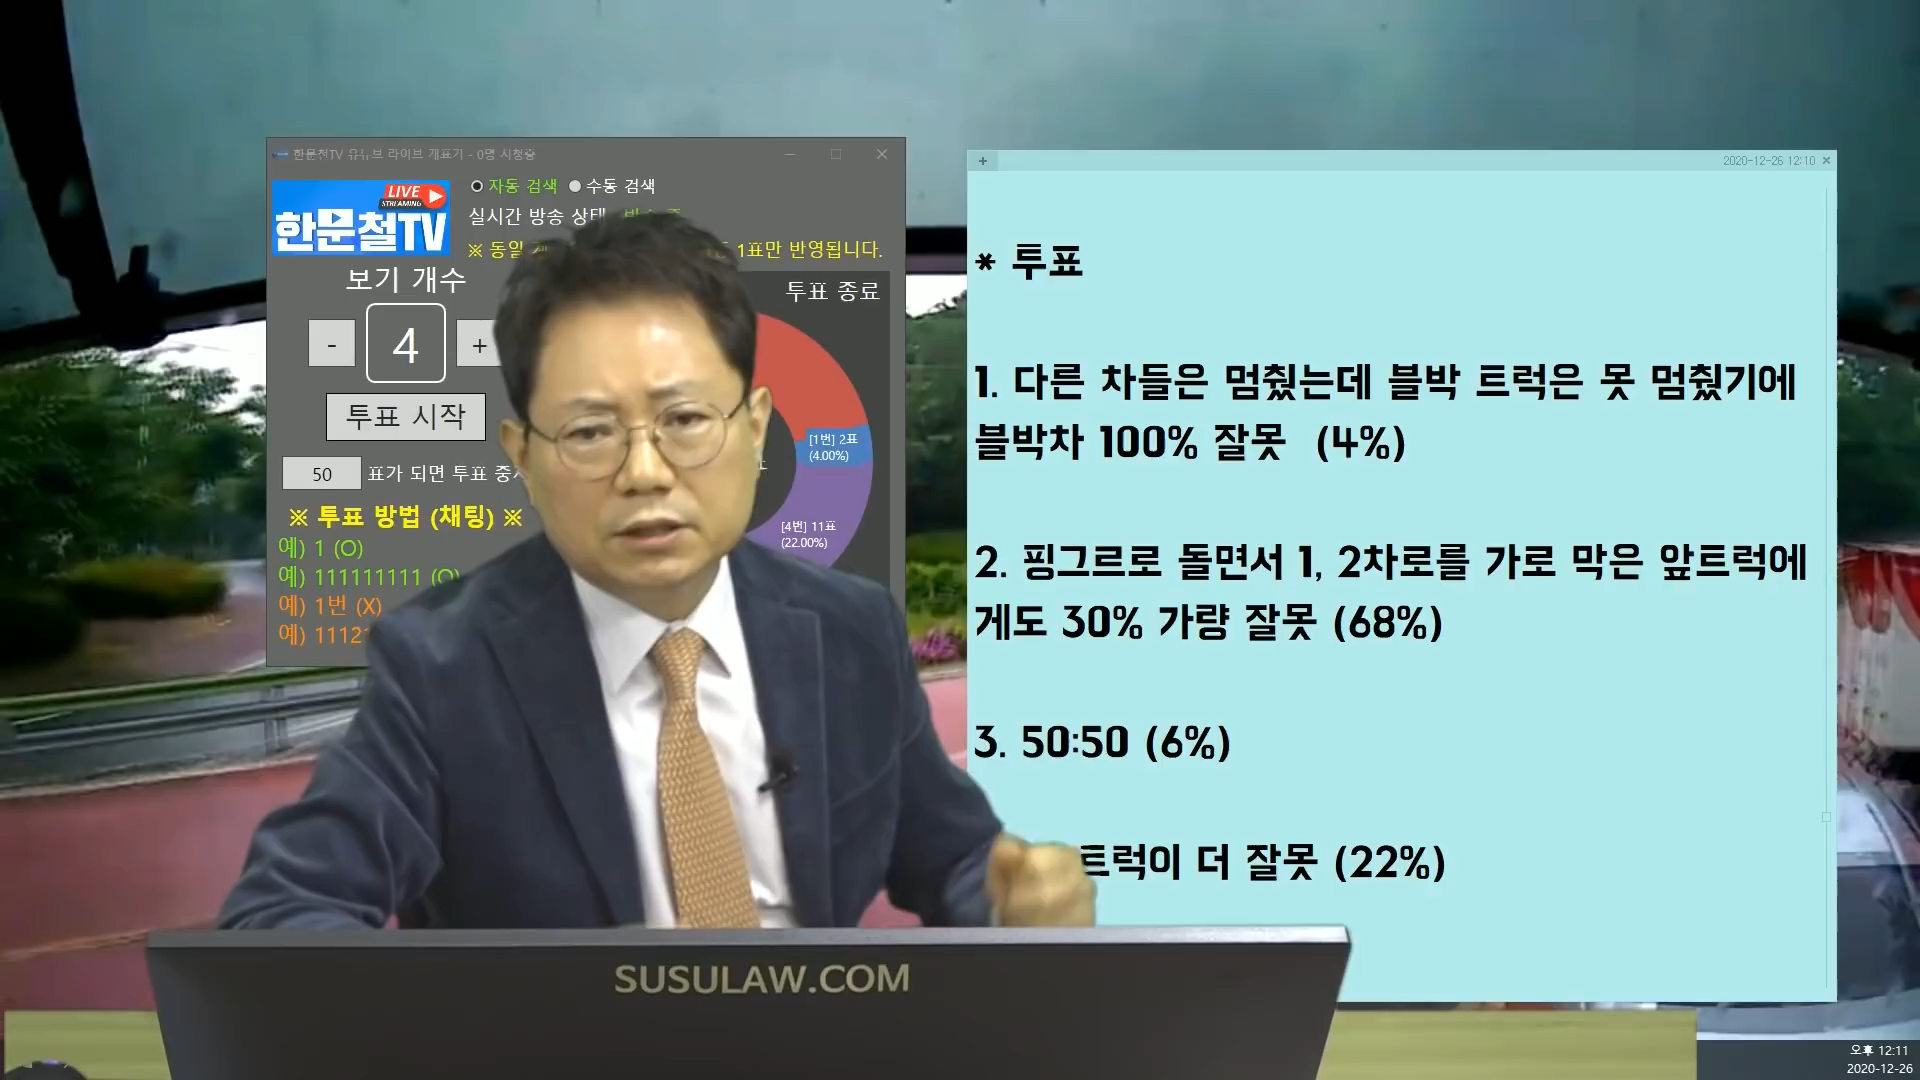 한문철TV 유튜브 라이브 개표기 - 0명 시청중
LIVE
STREAMING
한문철TV
자동 검색 수동 검색
실시간 방송 상태
※ 동일 1표만 반영됩니다.
보기 개수
- 4 +
투표 시작
50 표가 되면 투표 중지
※ 투표 방법 (채팅) ※
예) 1 (O)
예) 111111111 (O)
예) 1번 (X)
예) 11121
투표 종료
[1번] 2표
(4.00%)
[4번] 11표
(22.00%)
+ 2020-12-26 12:10 ×
* 투표
1. 다른 차들은 멈췄는데 블박 트럭은 못 멈췄기에
블박차 100% 잘못 (4%)
2. 핑그르로 돌면서 1, 2차로를 가로 막은 앞트럭에
게도 30% 가량 잘못 (68%)
3. 50:50 (6%)
트럭이 더 잘못 (22%)
SUSULAW.COM
오후 12:11
2020-12-26